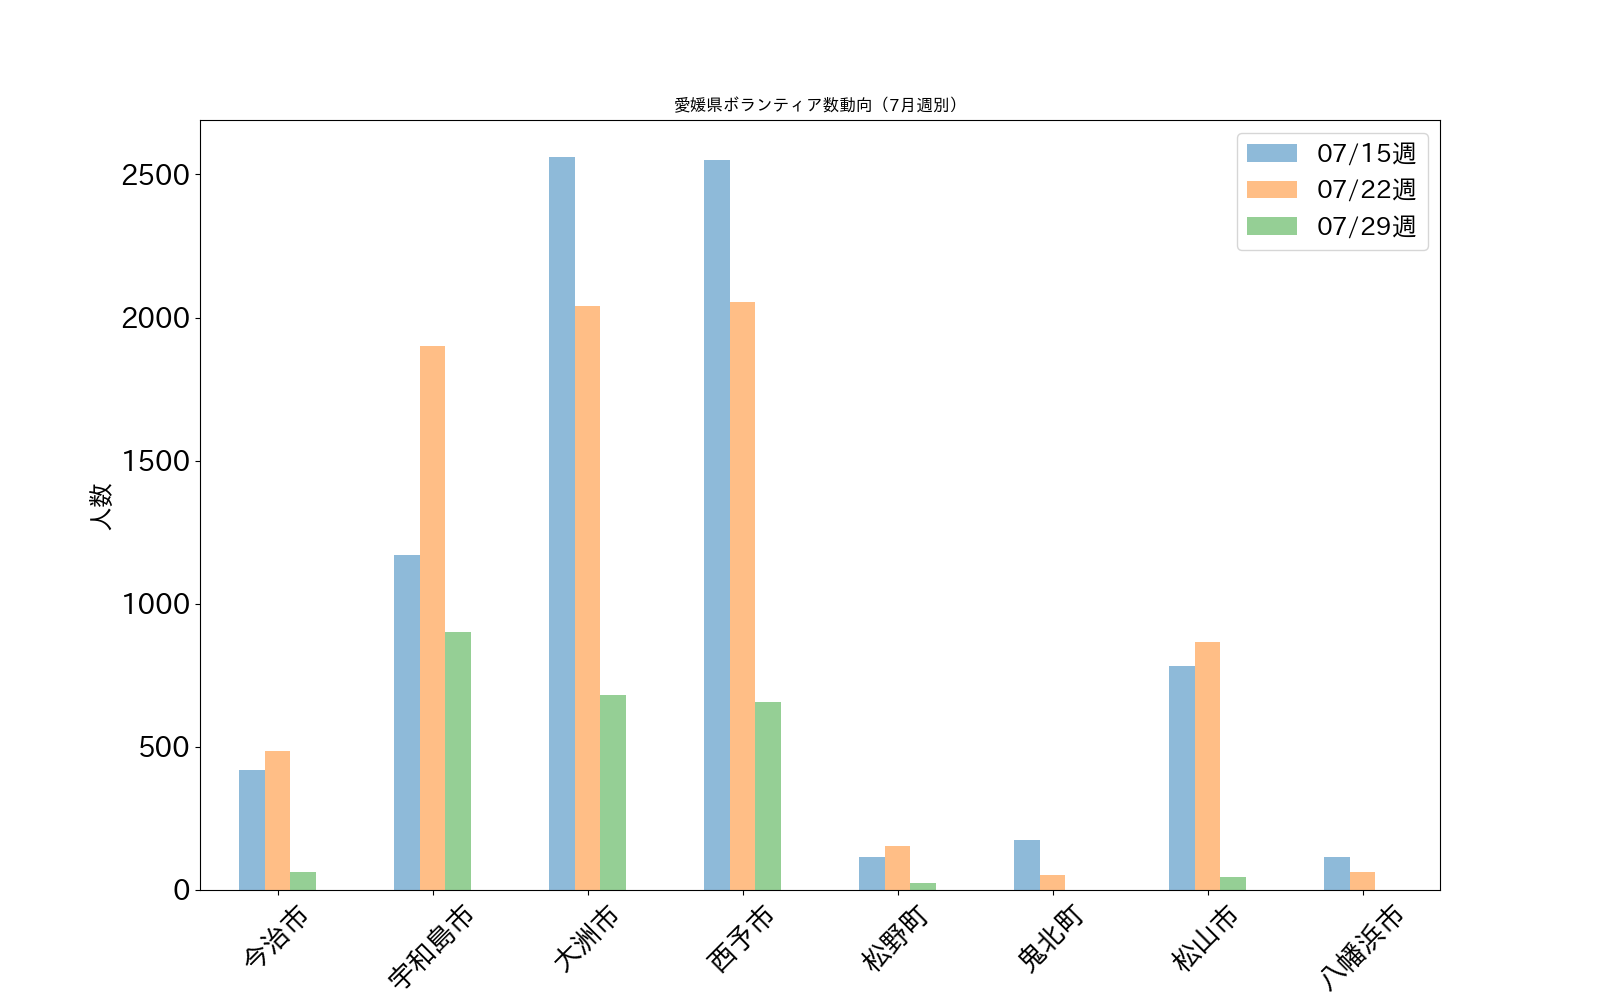 愛媛県ボランティア数動向（7月週別）
07/15週
07/22週
07/29週
人数
2500
2000
1500
1000
500
0
今治市
宇和島市
大洲市
西予市
松野町
鬼北町
松山市
八幡浜市